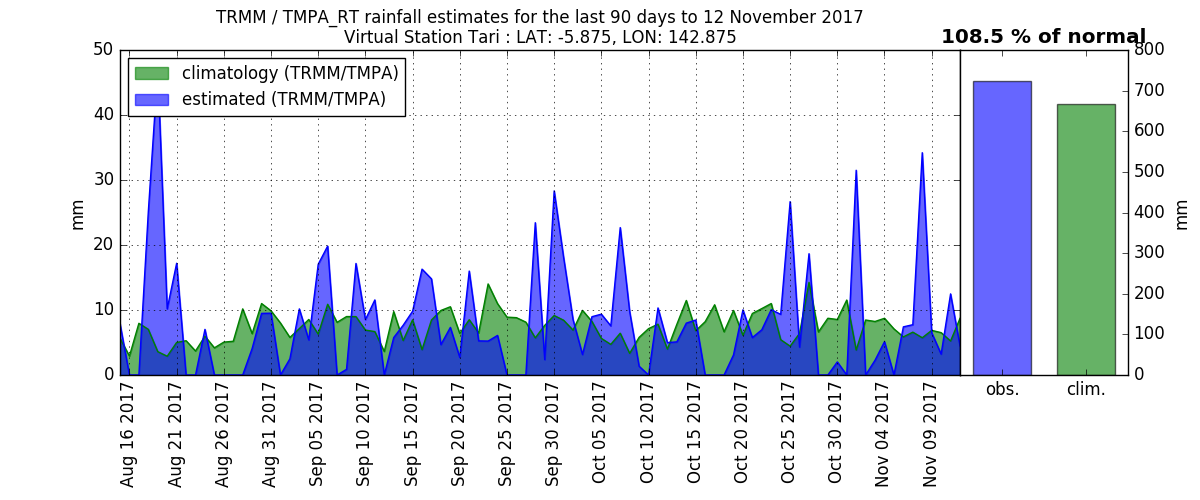 TRMM / TMPA_RT rainfall estimates for the last 90 days to 12 November 2017
Virtual Station Tari : LAT: -5.875, LON: 142.875
108.5 % of normal
climatology (TRMM/TMPA)
estimated (TRMM/TMPA)
50
40
30
20
10
0
mm
800
700
600
500
400
300
200
100
0
mm
obs.
clim.
Aug 16 2017
Aug 21 2017
Aug 26 2017
Aug 31 2017
Sep 05 2017
Sep 10 2017
Sep 15 2017
Sep 20 2017
Sep 25 2017
Sep 30 2017
Oct 05 2017
Oct 10 2017
Oct 15 2017
Oct 20 2017
Oct 25 2017
Oct 30 2017
Nov 04 2017
Nov 09 2017